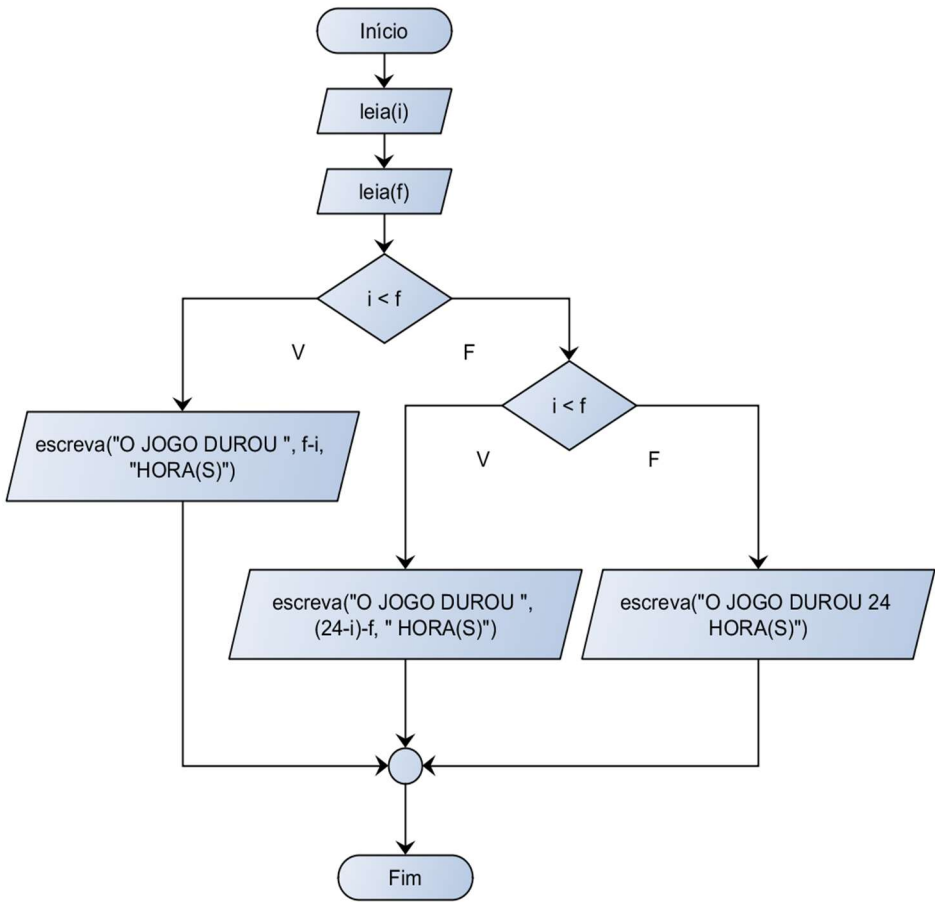 Início
leia(i)
leia(f)
i < f
V
F
i < f
escreva("O JOGO DUROU ", f-i,
"HORA(S)")
V
F
escreva("O JOGO DUROU ",
(24-i)-f, " HORA(S)")
escreva("O JOGO DUROU 24
HORA(S)")
Fim